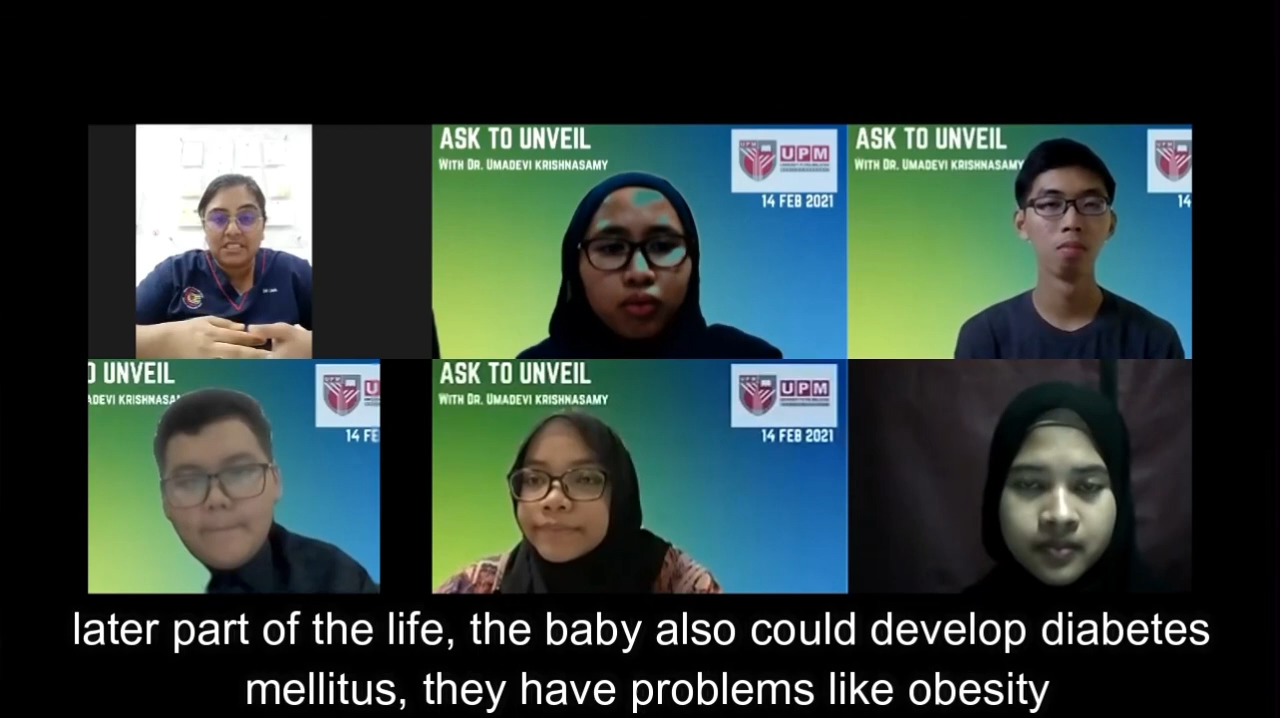 ASK TO UNVEIL
WITH DR. UMADEVI KRISHNASAMY
UPM
14 FEB 2021
ASK TO UNVEIL
WITH DR. UMADEVI KRISHNASAMY
14
UNVEIL
KRISHNASA
U
14 FE
ASK TO UNVEIL
WITH DR. UMADEVI KRISHNASAMY
UPM
14 FEB 2021
later part of the life, the baby also could develop diabetes
mellitus, they have problems like obesity